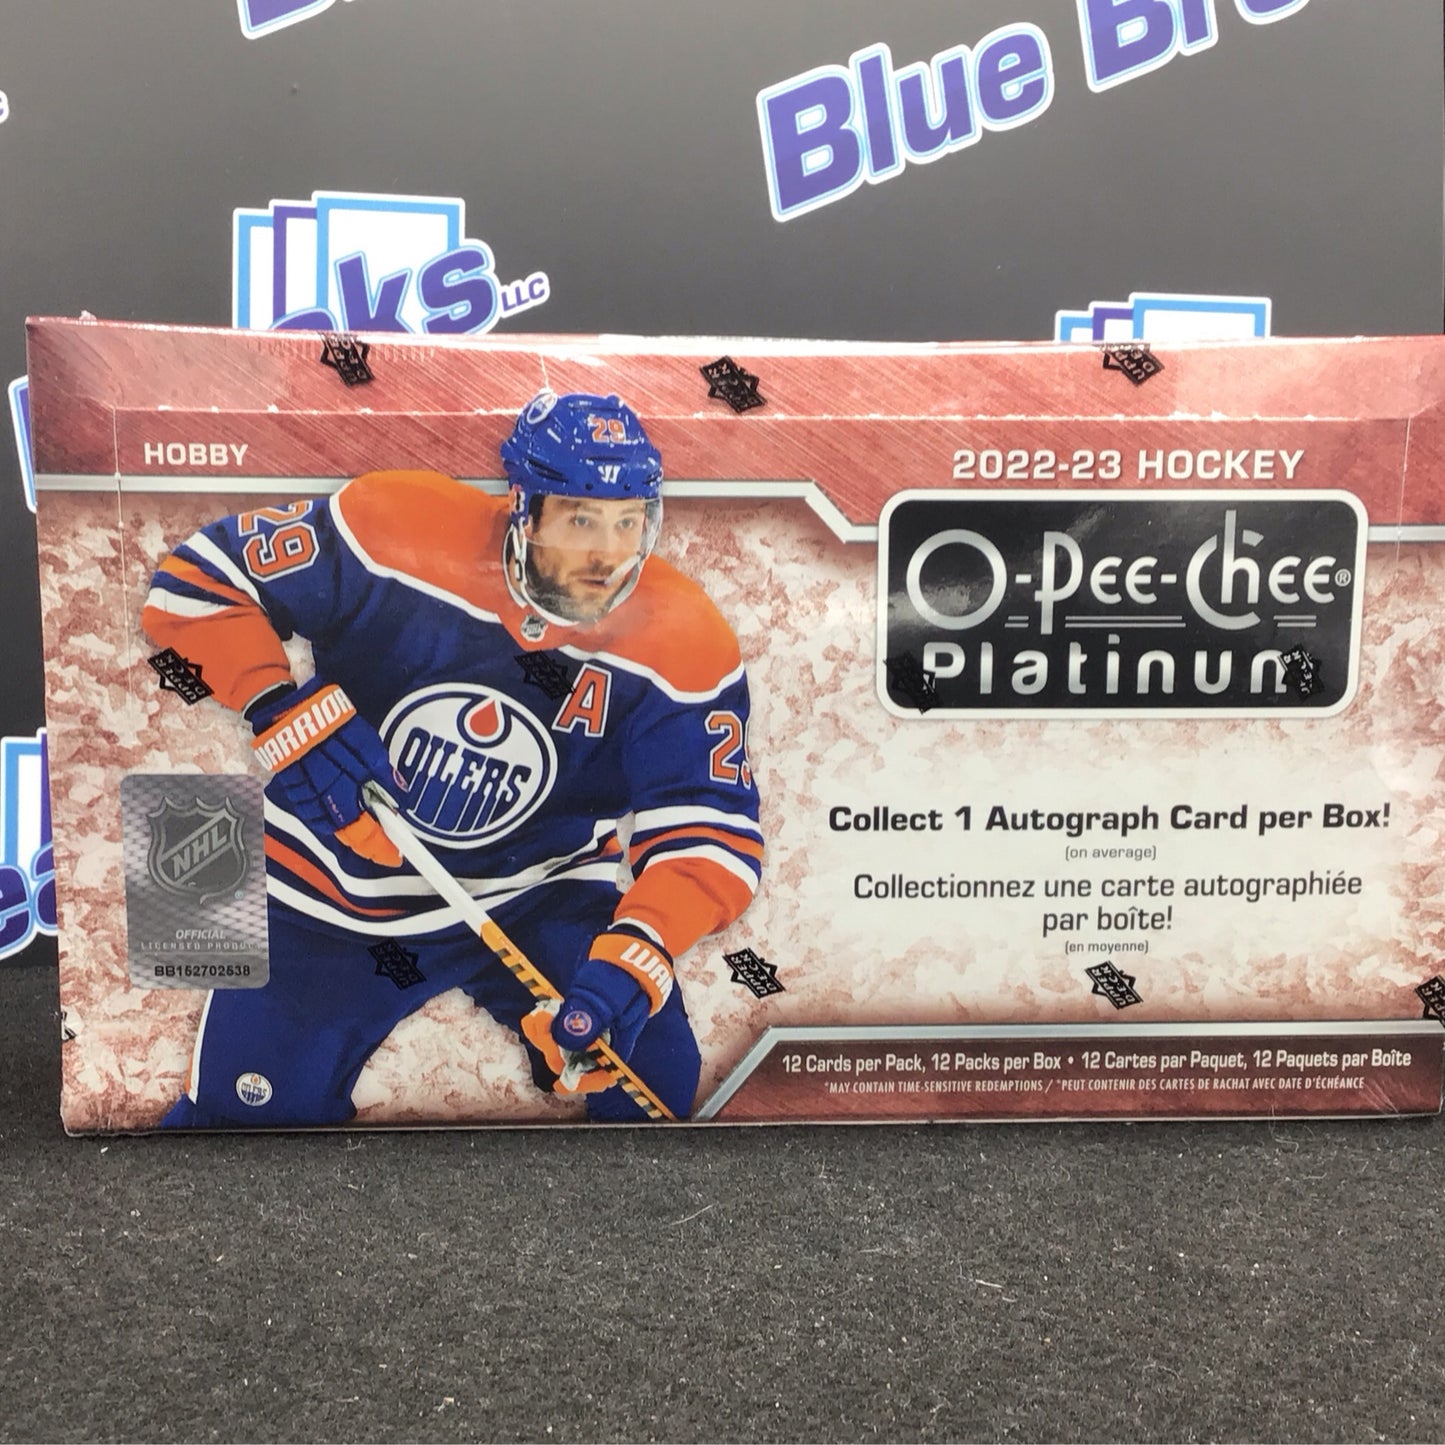 Blue Br
ks LLC
HOBBY
2022-23 HOCKEY
O-Pee-Chee®
Platinum
29
29
A
OILERS
WARRIOR
NHL
OFFICIAL
LICENSED PRODUCT
BB152702538
Collect 1 Autograph Card per Box!
(on average)
Collectionnez une carte autographiée
par boîte!
(en moyenne)
12 Cards per Pack, 12 Packs per Box • 12 Cartes par Paquet, 12 Paquets par Boîte
*MAY CONTAIN TIME-SENSITIVE REDEMPTIONS / *PEUT CONTENIR DES CARTES DE RACHAT AVEC DATE D'ÉCHÉANCE